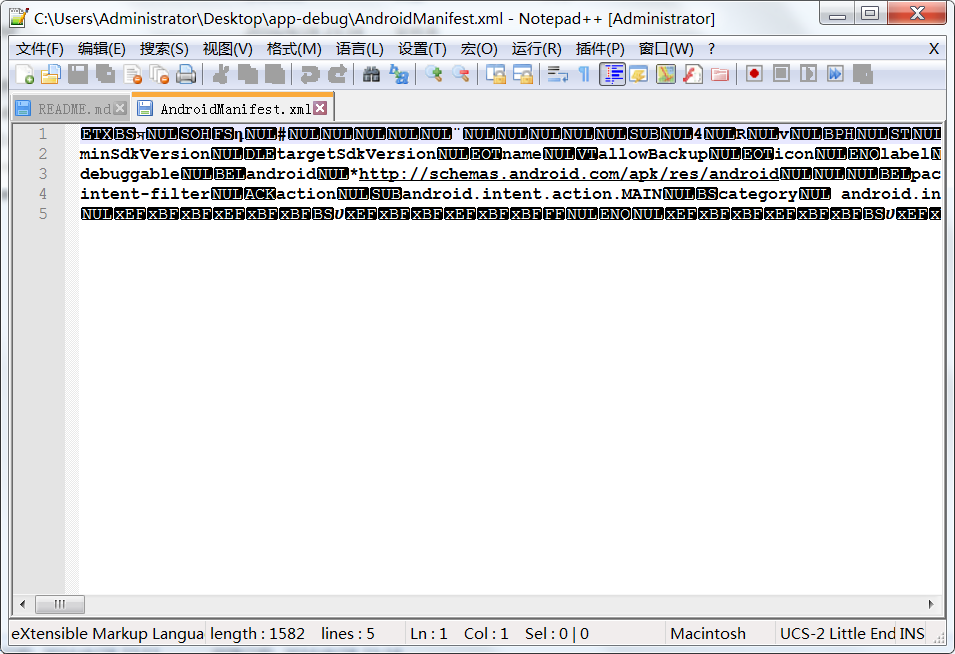 C:\Users\Administrator\Desktop\app-debug\AndroidManifest.xml - Notepad++ [Administrator]
文件(F) 编辑(E) 搜索(S) 视图(V) 格式(M) 语言(L) 设置(T) 宏(O) 运行(R) 插件(P) 窗口(W) ? X
README.md AndroidManifest.xml
1 ETXBS NULSOHFS NUL#NULNULNULNULNUL¨NULNULNULNULNULSUBNUL4NULRNULvNULBPHNULSTNUL
2 minSdkVersionNULDLEtargetSdkVersionNULEOTnameNULVTallowBackupNULEOTiconNULENQlabel
3 debuggableNULBELandroidNUL*http://schemas.android.com/apk/res/androidNULNULNULBELpac
4 intent-filterNULACKactionNULSUBandroid.intent.action.MAINNULBScategoryNUL android.in
5 NULxEFxBFxBFxEFxBFxBFBSυxEFxBFxBFxEFxBFxBFFFNULENQNULxEFxBFxBFxEFxBFxBFBSυxEFx
eXtensible Markup Langua length : 1582 lines : 5 Ln : 1 Col : 1 Sel : 0 | 0 Macintosh UCS-2 Little End INS